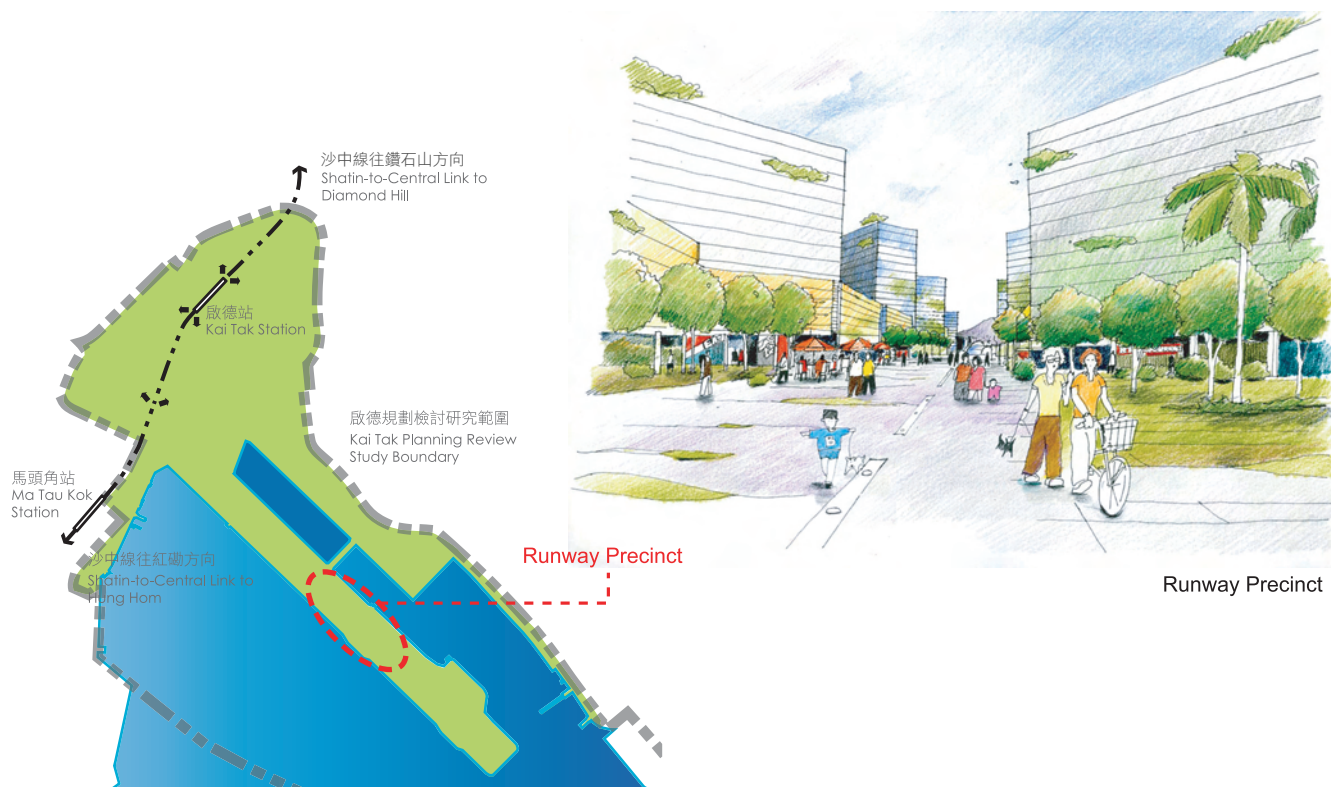 沙中線往鑽石山方向
Shatin-to-Central Link to
Diamond Hill
啟德站
Kai Tak Station
啟德規劃檢討研究範圍
Kai Tak Planning Review
Study Boundary
馬頭角站
Ma Tau Kok
Station
沙中線往紅磡方向
Shatin-to-Central Link to
Hung Hom
Runway Precinct
B
Runway Precinct